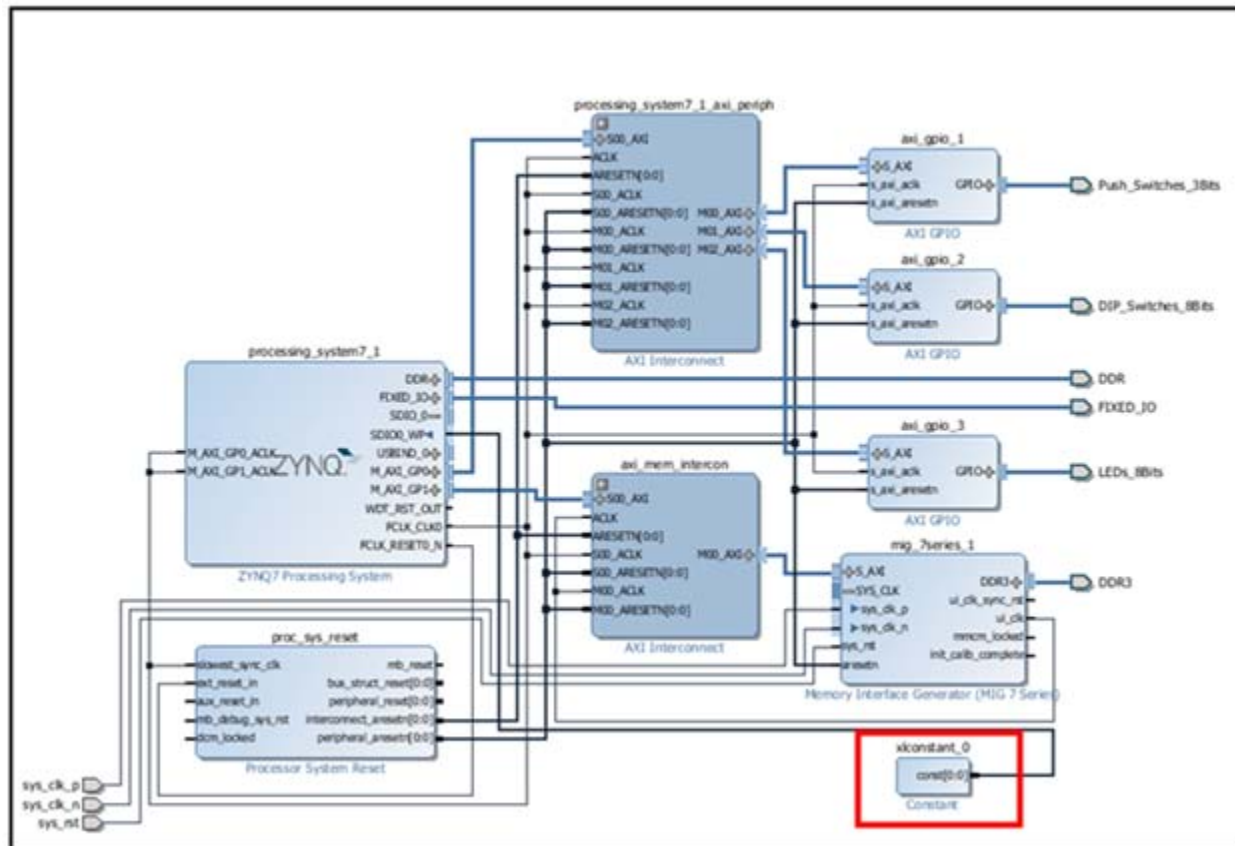 processing_system7_1_axi_periph
S00_AXI
ACLK
ARESETN[0:0]
S00_ACLK
S00_ARESETN[0:0]
M00_ACLK
M00_ARESETN[0:0]
M01_ACLK
M01_ARESETN[0:0]
M02_ACLK
M02_ARESETN[0:0]
M00_AXI
M01_AXI
M02_AXI
AXI Interconnect
axi_gpio_1
S_AXI
s_axi_aclk
s_axi_aresetn
GPIO
AXI GPIO
Push_Switches_3Bits
axi_gpio_2
S_AXI
s_axi_aclk
s_axi_aresetn
GPIO
AXI GPIO
DIP_Switches_8Bits
processing_system7_1
DDR
FIXED_IO
SDIO_0
SDIO0_WP
USBIND_0
M_AXI_GP0
M_AXI_GP1
WDT_RST_OUT
FCLK_CLK0
FCLK_RESET0_N
M_AXI_GP0_ACLK
M_AXI_GP1_ACLK
ZYNQ
ZYNQ7 Processing System
DDR
FIXED_IO
axi_gpio_3
S_AXI
s_axi_aclk
s_axi_aresetn
GPIO
AXI GPIO
LEDs_8Bits
axi_mem_intercon
S00_AXI
ACLK
ARESETN[0:0]
S00_ACLK
S00_ARESETN[0:0]
M00_ACLK
M00_ARESETN[0:0]
M00_AXI
AXI Interconnect
mig_7series_1
S_AXI
SYS_CLK
sys_clk_p
sys_clk_n
sys_rst
aresetn
DDR3
ui_clk_sync_rst
ui_clk
mmcm_locked
init_calib_complete
Memory Interface Generator (MIG 7 Series)
DDR3
proc_sys_reset
slowest_sync_clk
ext_reset_in
aux_reset_in
mb_debug_sys_rst
dcm_locked
mb_reset
bus_struct_reset[0:0]
peripheral_reset[0:0]
interconnect_aresetn[0:0]
peripheral_aresetn[0:0]
Processor System Reset
xlconstant_0
const[0:0]
Constant
sys_clk_p
sys_clk_n
sys_rst